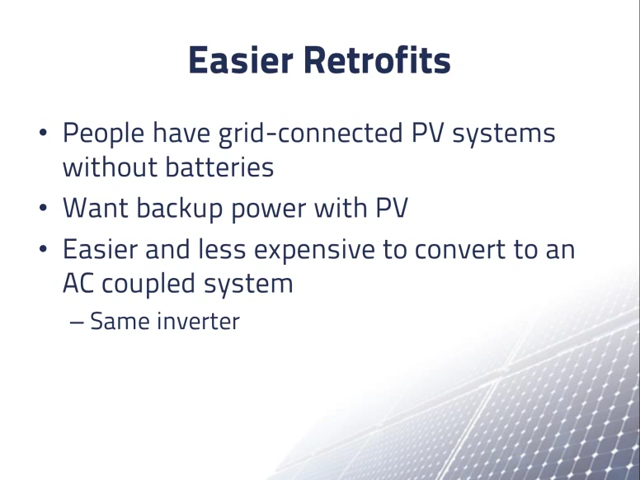 Easier Retrofits
• People have grid-connected PV systems
without batteries
• Want backup power with PV
• Easier and less expensive to convert to an
AC coupled system
– Same inverter